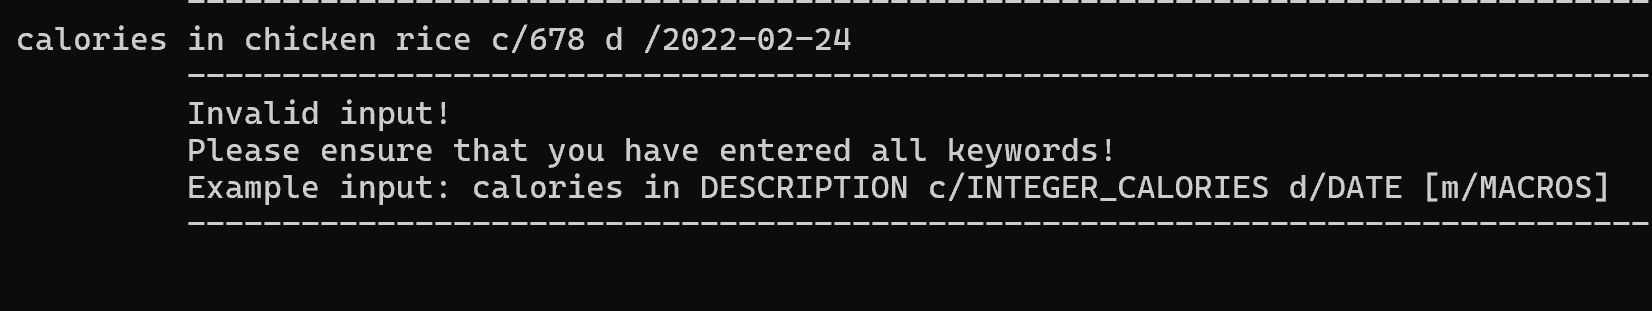 calories in chicken rice c/678 d /2022-02-24
Invalid input!
Please ensure that you have entered all keywords!
Example input: calories in DESCRIPTION c/INTEGER_CALORIES d/DATE [m/MACROS]